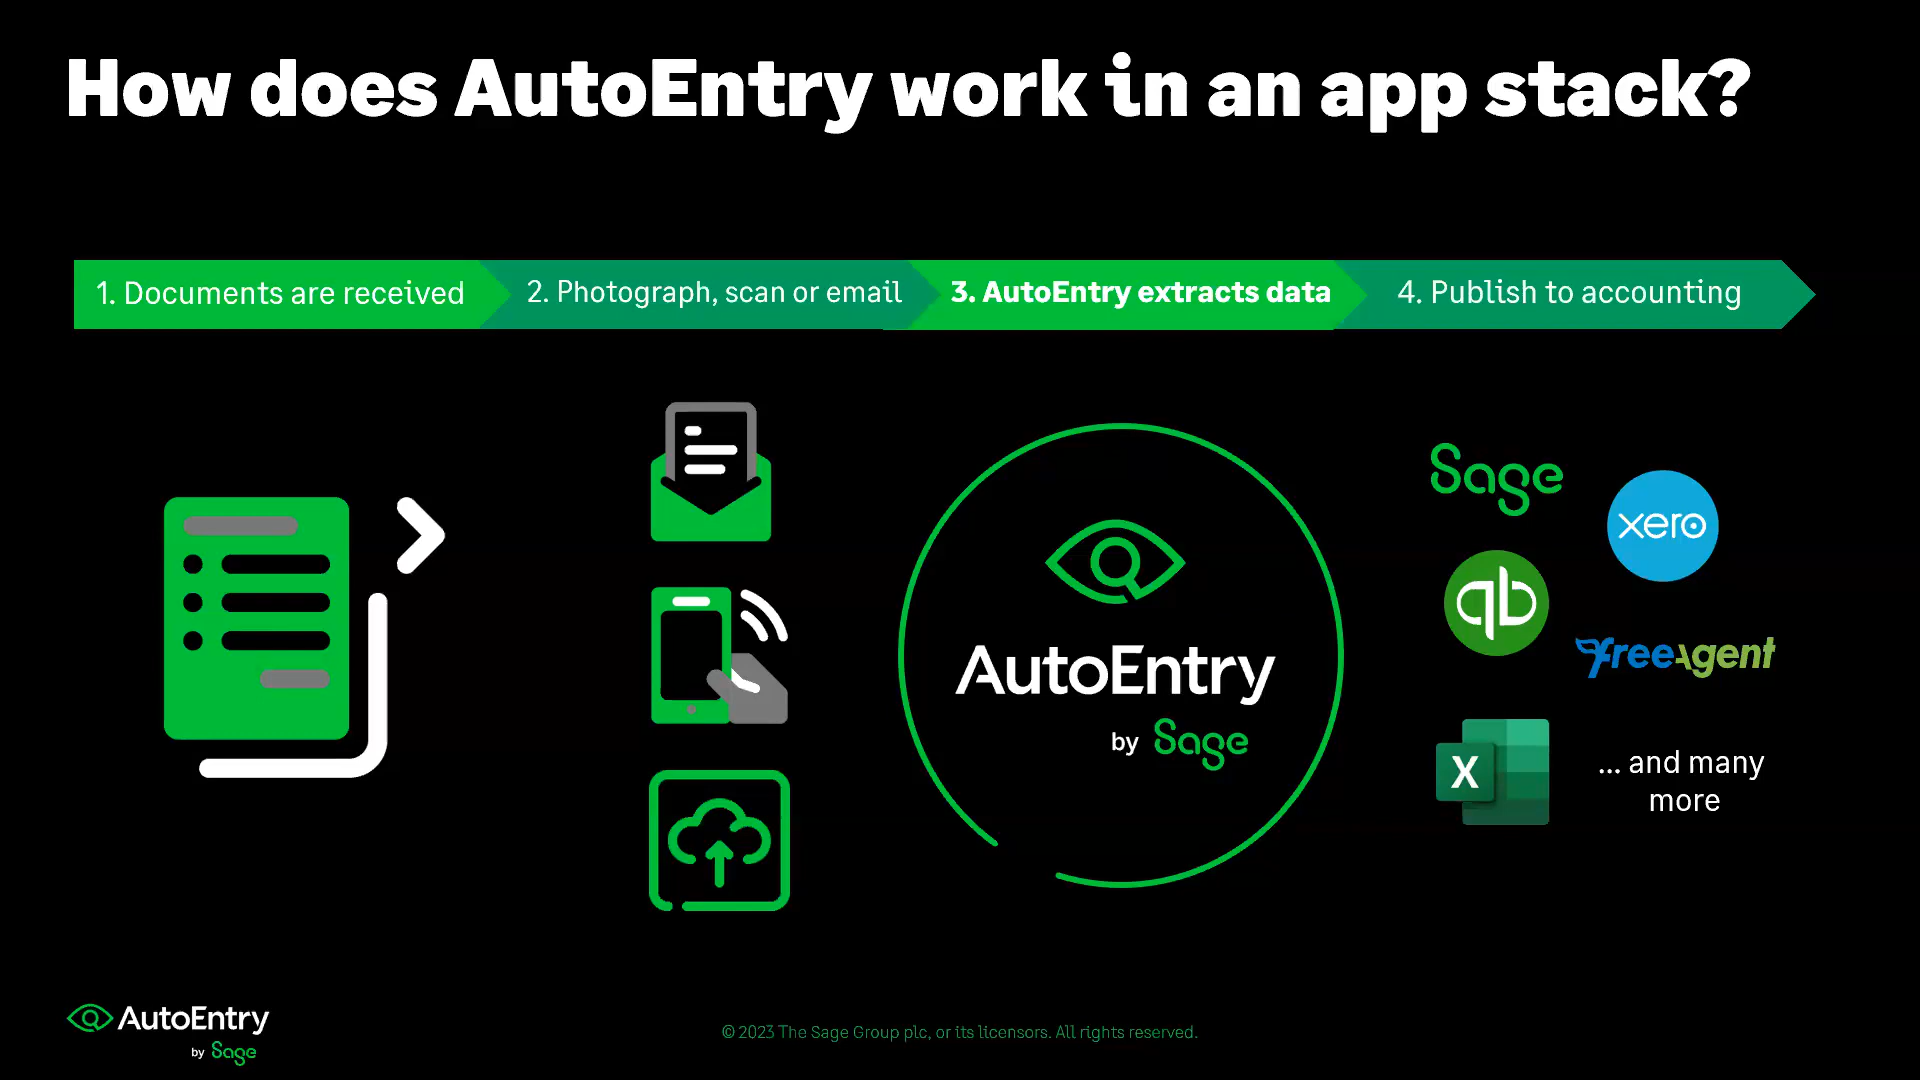 How does AutoEntry work in an app stack?
1. Documents are received
2. Photograph, scan or email
3. AutoEntry extracts data
4. Publish to accounting
AutoEntry
by Sage
Sage
xero
qb
freeagent
X
... and many
more
AutoEntry
by Sage
© 2023 The Sage Group plc, or its licensors. All rights reserved.